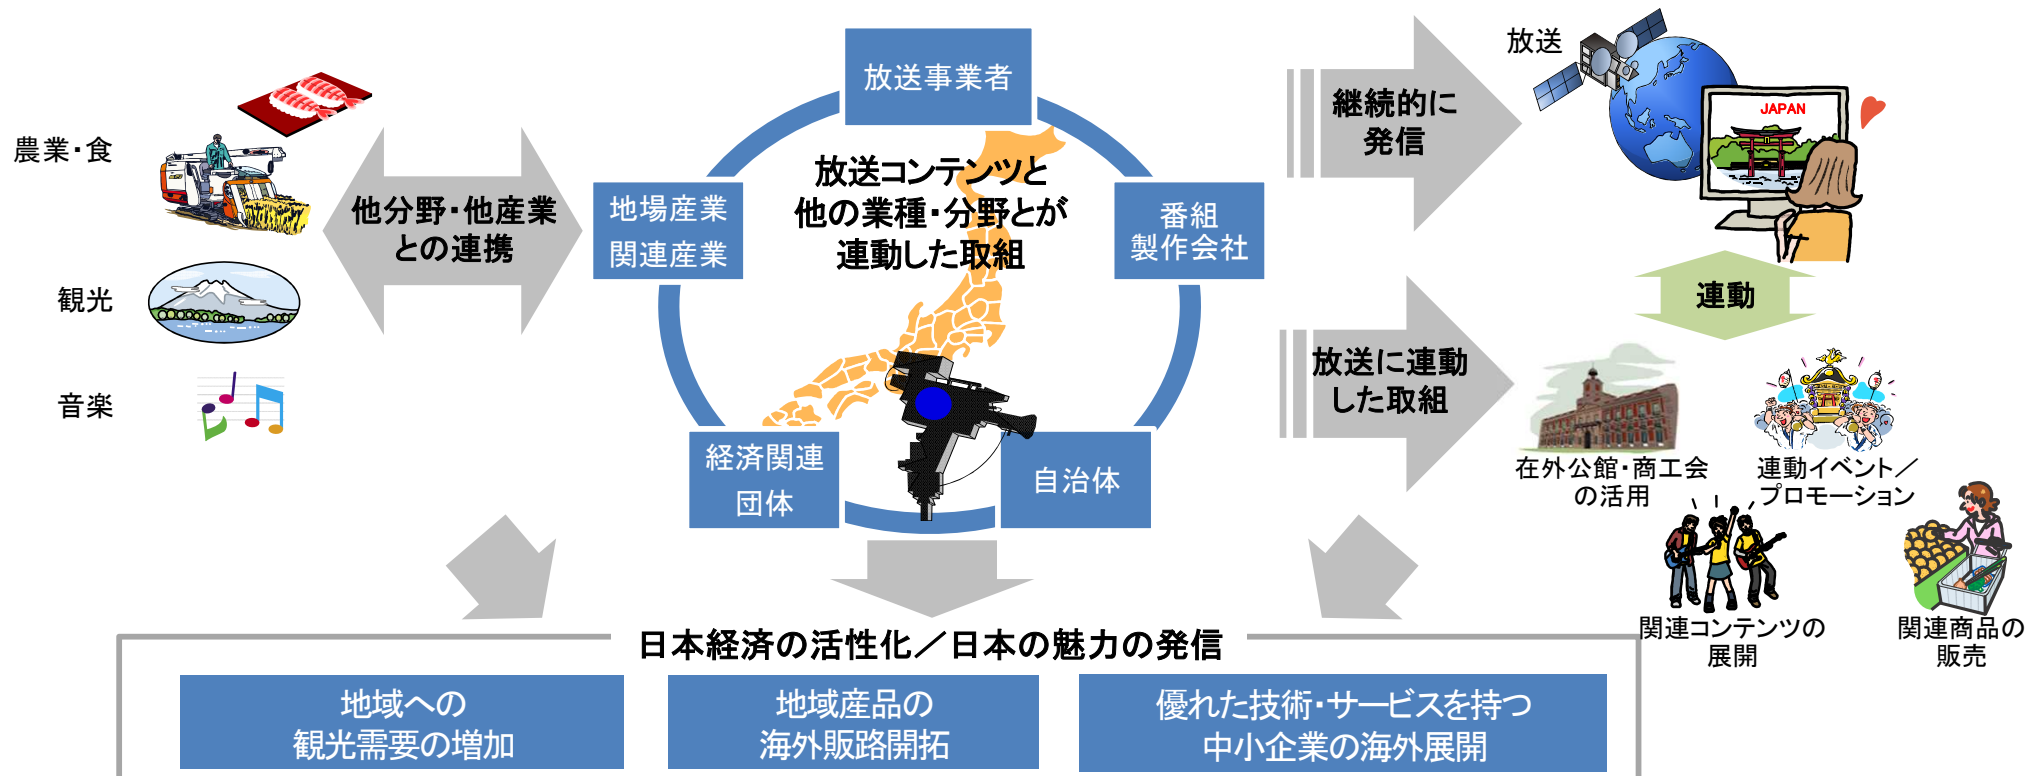 農業・食
観光
音楽
他分野・他産業
との連携
放送事業者
地場産業
関連産業
番組
製作会社
経済関連
団体
自治体
放送コンテンツと
他の業種・分野とが
連動した取組
継続的に
発信
放送に連動
した取組
放送
JAPAN
連動
在外公館・商工会
の活用
連動イベント／
プロモーション
関連コンテンツの
展開
関連商品の
販売
日本経済の活性化／日本の魅力の発信
地域への
観光需要の増加
地域産品の
海外販路開拓
優れた技術・サービスを持つ
中小企業の海外展開